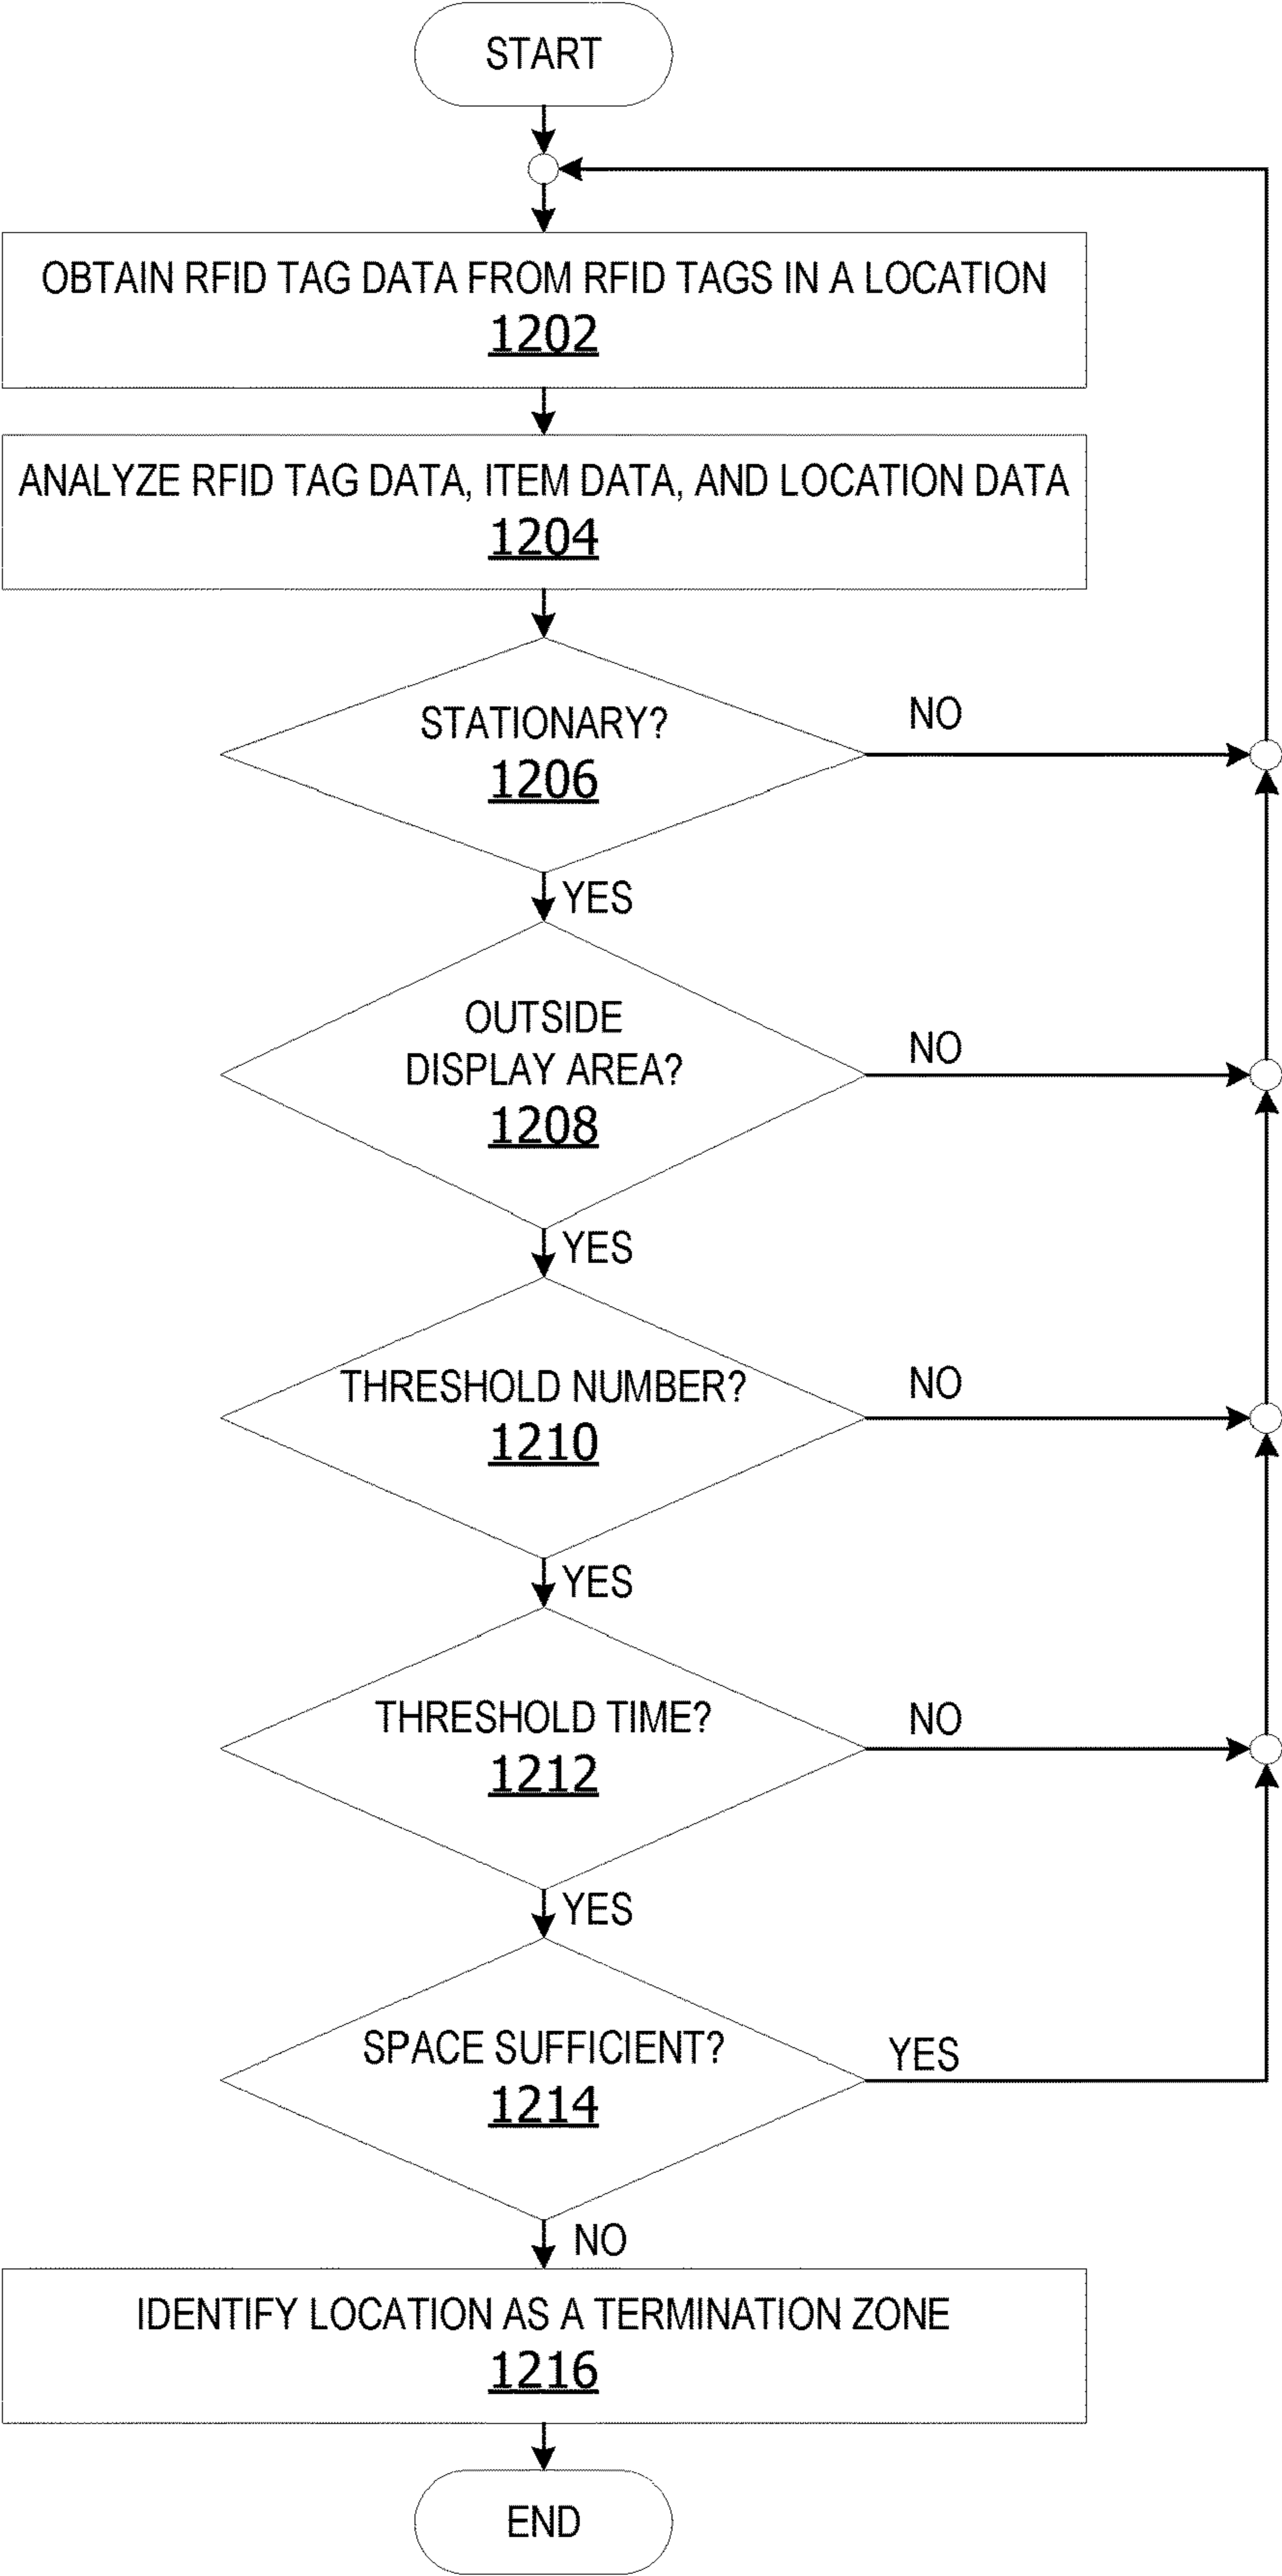 START
OBTAIN RFID TAG DATA FROM RFID TAGS IN A LOCATION
1202
ANALYZE RFID TAG DATA, ITEM DATA, AND LOCATION DATA
1204
STATIONARY?
1206
NO
YES
OUTSIDE
DISPLAY AREA?
1208
NO
YES
THRESHOLD NUMBER?
1210
NO
YES
THRESHOLD TIME?
1212
NO
YES
SPACE SUFFICIENT?
1214
YES
NO
IDENTIFY LOCATION AS A TERMINATION ZONE
1216
END